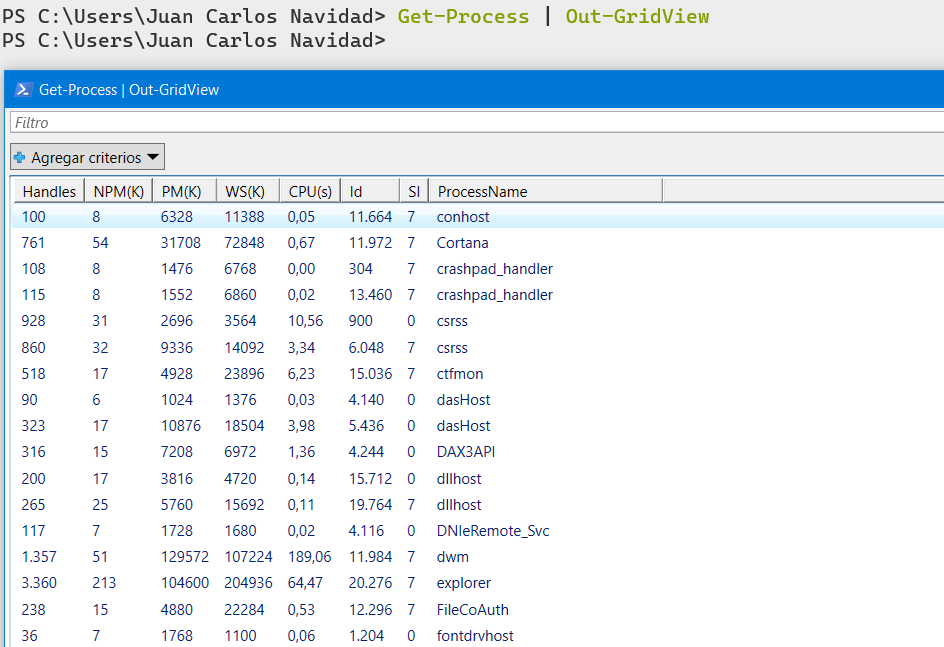 PS C:\Users\Juan Carlos Navidad> Get-Process | Out-GridView
PS C:\Users\Juan Carlos Navidad>
Get-Process | Out-GridView
Filtro
Agregar criterios
Handles NPM(K) PM(K) WS(K) CPU(s) Id SI ProcessName
100 8 6328 11388 0,05 11.664 7 conhost
761 54 31708 72848 0,67 11.972 7 Cortana
108 8 1476 6768 0,00 304 7 crashpad_handler
115 8 1552 6860 0,02 13.460 7 crashpad_handler
928 31 2696 3564 10,56 900 0 csrss
860 32 9336 14092 3,34 6.048 7 csrss
518 17 4928 23896 6,23 15.036 7 ctfmon
90 6 1024 1376 0,03 4.140 0 dasHost
323 17 10876 18504 3,98 5.436 0 dasHost
316 15 7208 6972 1,36 4.244 0 DAX3API
200 17 3816 4720 0,14 15.712 0 dllhost
265 25 5760 15692 0,11 19.764 7 dllhost
117 7 1728 1680 0,02 4.116 0 DNIeRemote_Svc
1.357 51 129572 107224 189,06 11.984 7 dwm
3.360 213 104600 204936 64,47 20.276 7 explorer
238 15 4880 22284 0,53 12.296 7 FileCoAuth
36 7 1768 1100 0,06 1.204 0 fontdrvhost